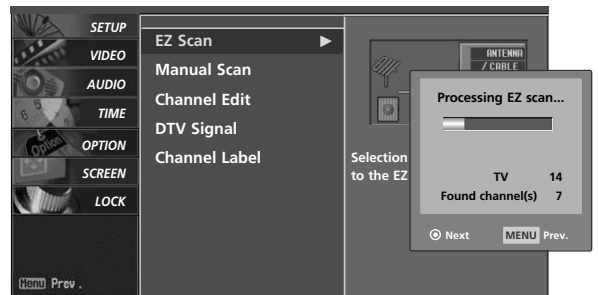 SETUP
VIDEO
AUDIO
TIME
OPTION
SCREEN
LOCK
Menu Prev .
EZ Scan ▶
Manual Scan
Channel Edit
DTV Signal
Channel Label
ANTENNA
/ CABLE
Selection
to the EZ
Processing EZ scan...
TV 14
Found channel(s) 7
Next MENU Prev.